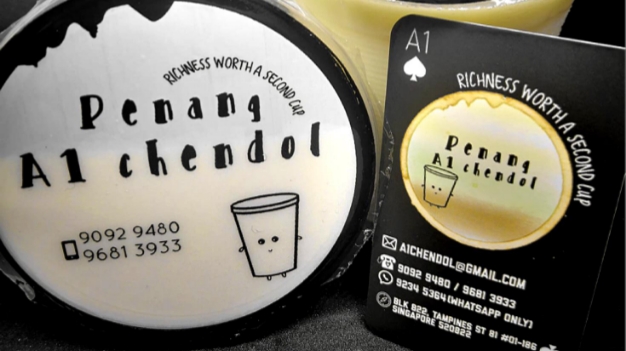 RICHNESS WORTH A SECOND CUP
Penang
A1 chendol
9092 9480
9681 3933
A1
RICHNESS WORTH A SECOND CUP
Penang
A1 chendol
A1CHENDOL@GMAIL.COM
9092 9480 / 9681 3933
9234 5364 (WHATSAPP ONLY)
BLK 822, TAMPINES ST 81 #01-186
SINGAPORE 520822